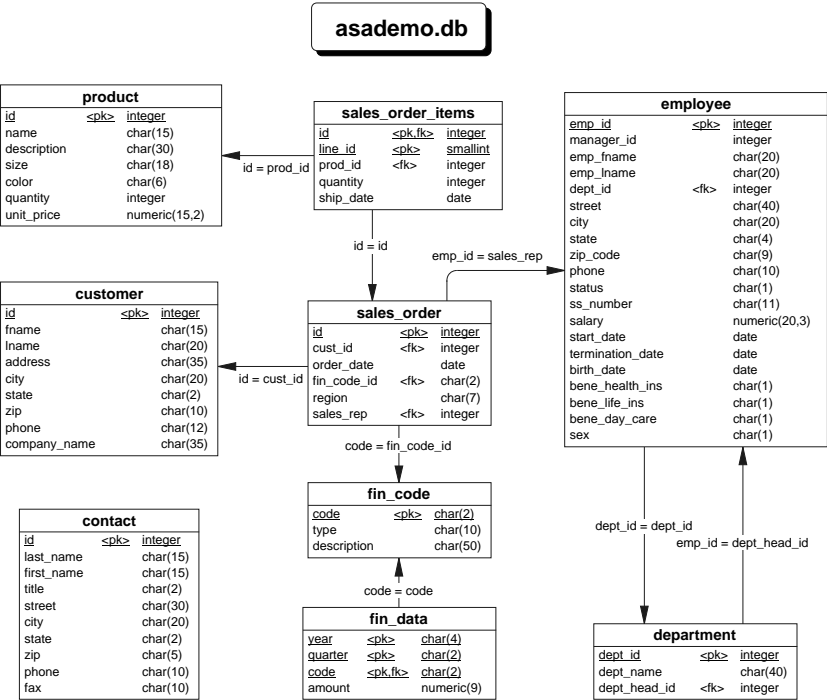 asademo.db
product
id <pk> integer
name char(15)
description char(30)
size char(18)
color char(6)
quantity integer
unit_price numeric(15,2)
id = prod_id
sales_order_items
id <pk,fk> integer
line_id <pk> smallint
prod_id <fk> integer
quantity integer
ship_date date
id = id
emp_id = sales_rep
employee
emp_id <pk> integer
manager_id integer
emp_fname char(20)
emp_lname char(20)
dept_id <fk> integer
street char(40)
city char(20)
state char(4)
zip_code char(9)
phone char(10)
status char(1)
ss_number char(11)
salary numeric(20,3)
start_date date
termination_date date
birth_date date
bene_health_ins char(1)
bene_life_ins char(1)
bene_day_care char(1)
sex char(1)
customer
id <pk> integer
fname char(15)
lname char(20)
address char(35)
city char(20)
state char(2)
zip char(10)
phone char(12)
company_name char(35)
id = cust_id
sales_order
id <pk> integer
cust_id <fk> integer
order_date date
fin_code_id <fk> char(2)
region char(7)
sales_rep <fk> integer
code = fin_code_id
fin_code
code <pk> char(2)
type char(10)
description char(50)
code = code
contact
id <pk> integer
last_name char(15)
first_name char(15)
title char(2)
street char(30)
city char(20)
state char(2)
zip char(5)
phone char(10)
fax char(10)
fin_data
year <pk> char(4)
quarter <pk> char(2)
code <pk,fk> char(2)
amount numeric(9)
dept_id = dept_id
emp_id = dept_head_id
department
dept_id <pk> integer
dept_name char(40)
dept_head_id <fk> integer